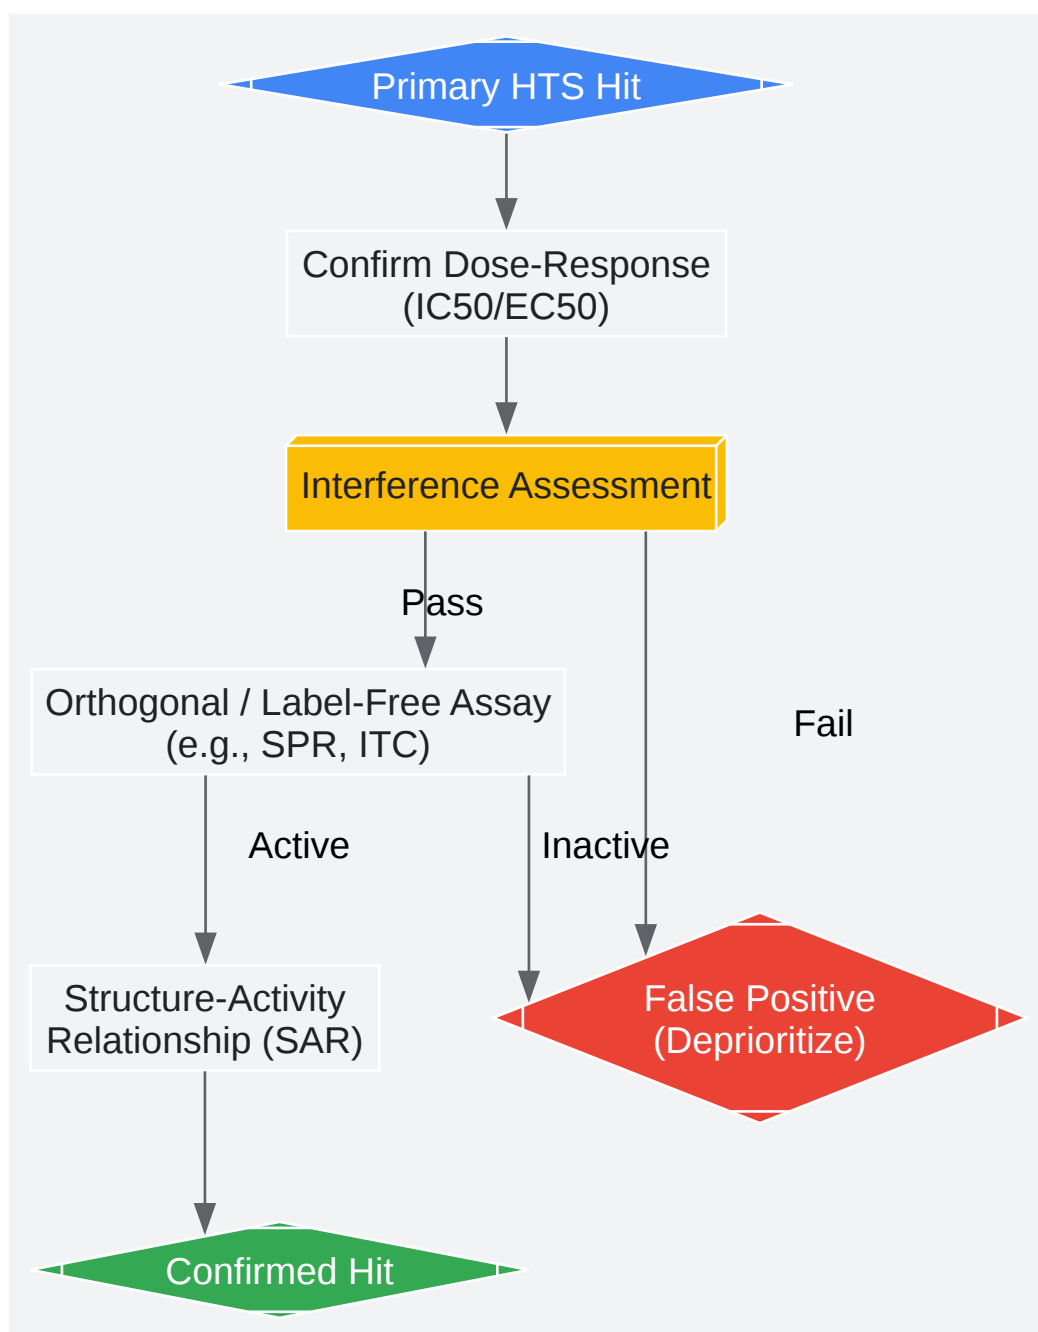 Primary HTS Hit
Confirm Dose-Response
(IC50/EC50)
Interference Assessment
Pass
Orthogonal / Label-Free Assay
(e.g., SPR, ITC)
Fail
Active
Inactive
Structure-Activity
Relationship (SAR)
False Positive
(Deprioritize)
Confirmed Hit